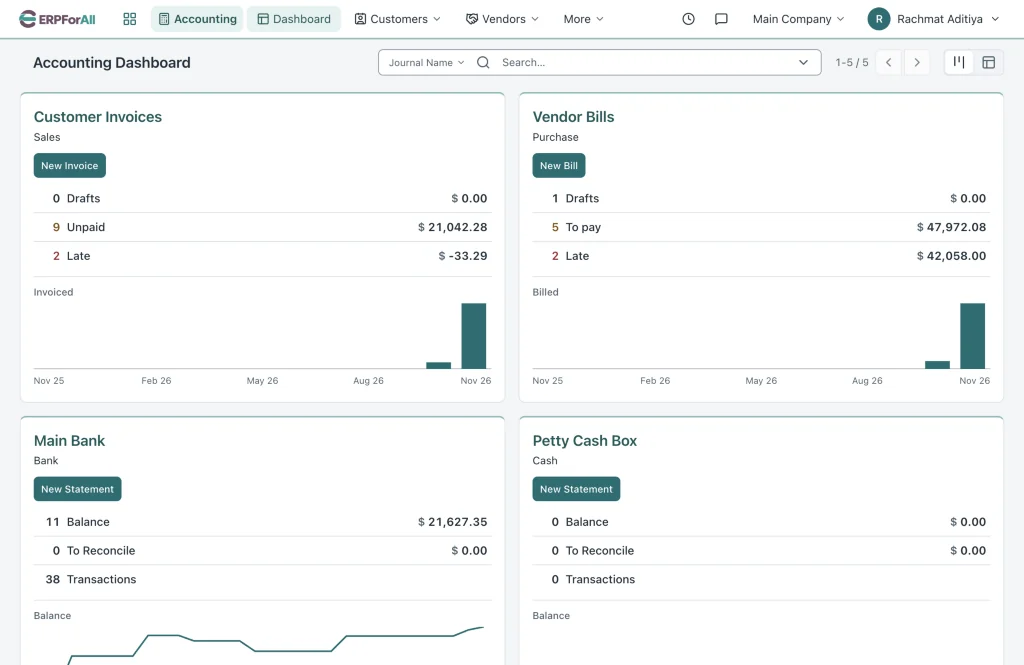 ERPForAll Accounting Dashboard Customers Vendors More Main Company R Rachmat Aditiya
Accounting Dashboard Journal Name Search... 1-5 / 5
Customer Invoices
Sales
New Invoice
0 Drafts $ 0.00
9 Unpaid $ 21,042.28
2 Late $ -33.29
Invoiced
Nov 25 Feb 26 May 26 Aug 26 Nov 26
Vendor Bills
Purchase
New Bill
1 Drafts $ 0.00
5 To pay $ 47,972.08
2 Late $ 42,058.00
Billed
Nov 25 Feb 26 May 26 Aug 26 Nov 26
Main Bank
Bank
New Statement
11 Balance $ 21,627.35
0 To Reconcile $ 0.00
38 Transactions
Balance
Petty Cash Box
Cash
New Statement
0 Balance $ 0.00
0 To Reconcile $ 0.00
0 Transactions
Balance